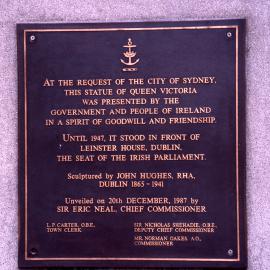 AT THE REQUEST OF THE CITY OF SYDNEY,
THIS STATUE OF QUEEN VICTORIA
WAS PRESENTED BY THE
GOVERNMENT AND PEOPLE OF IRELAND
IN A SPIRIT OF GOODWILL AND FRIENDSHIP.
UNTIL 1947, IT STOOD IN FRONT OF
LEINSTER HOUSE, DUBLIN,
THE SEAT OF THE IRISH PARLIAMENT.
Sculptured by JOHN HUGHES, RHA,
DUBLIN 1865-1941
Unveiled on 20th DECEMBER, 1987 by
SIR ERIC NEAL, CHIEF COMMISSIONER
L.P. CARTER, O.B.E.,
TOWN CLERK
SIR NICHOLAS SHEHADIE, O.B.E.,
DEPUTY CHIEF COMMISSIONER
MR. NORMAN OAKES A.O.,
COMMISSIONER